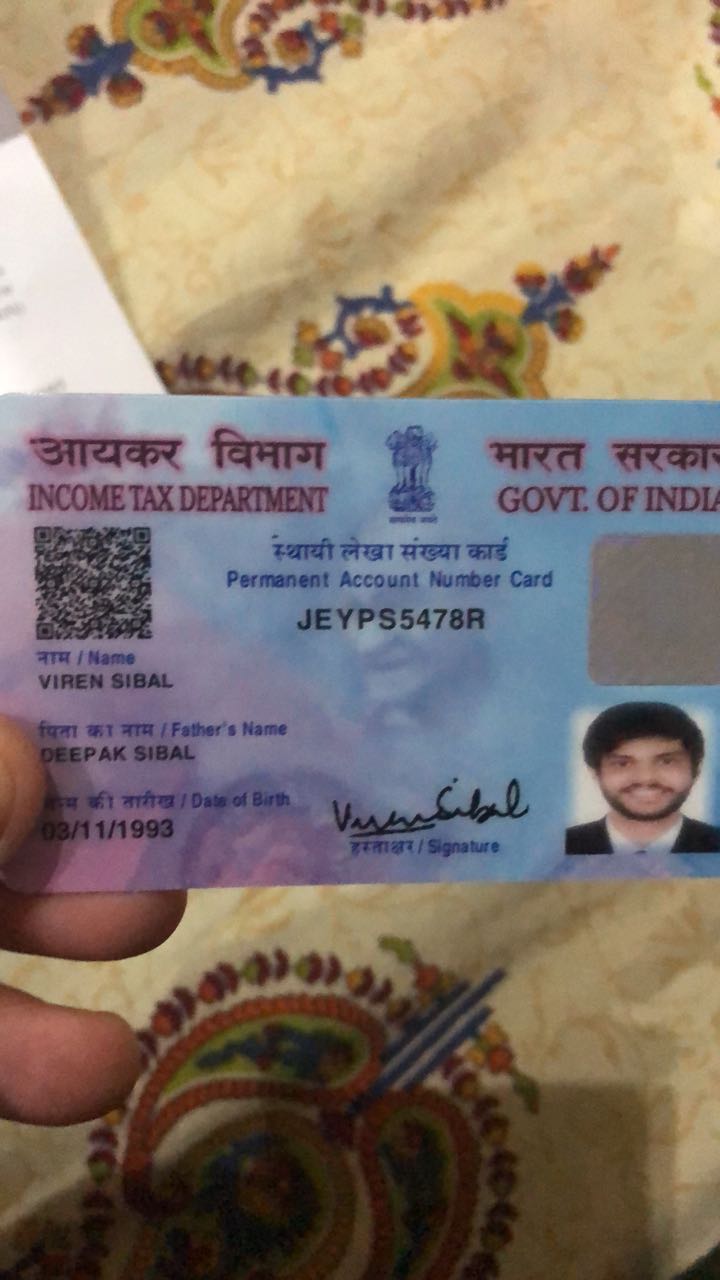 आयकर विभाग
INCOME TAX DEPARTMENT
भारत सरकार
GOVT. OF INDIA
स्थायी लेखा संख्या कार्ड
Permanent Account Number Card
JEYPS5478R
नाम / Name
VIREN SIBAL
पिता का नाम / Father's Name
DEEPAK SIBAL
की तारीख / Date of Birth
03/11/1993
Viren Sibal
हस्ताक्षर / Signature